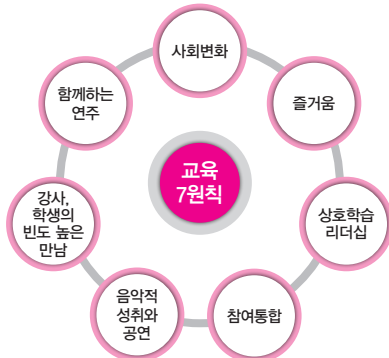 사회변화
즐거움
상호학습
리더십
참여통합
음악적
성취와
공연
강사,
학생의
빈도 높은
만남
함께하는
연주
교육
7원칙